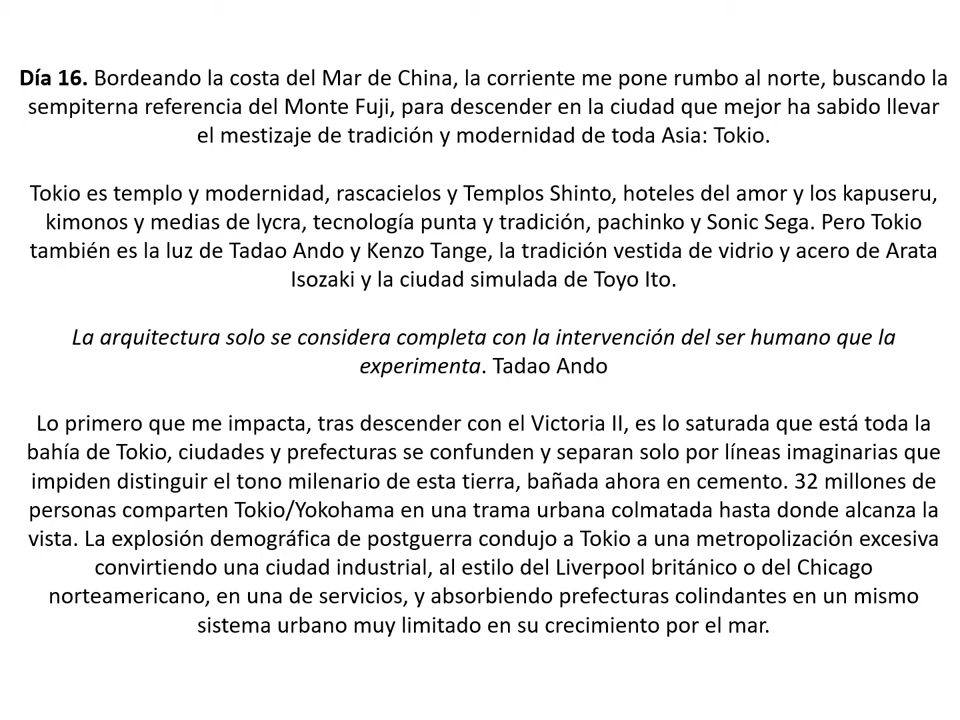 Día 16. Bordeando la costa del Mar de China, la corriente me pone rumbo al norte, buscando la
sempiterna referencia del Monte Fuji, para descender en la ciudad que mejor ha sabido llevar
el mestizaje de tradición y modernidad de toda Asia: Tokio.
Tokio es templo y modernidad, rascacielos y Templos Shinto, hoteles del amor y los kapuseru,
kimonos y medias de lycra, tecnología punta y tradición, pachinko y Sonic Sega. Pero Tokio
también es la luz de Tadao Ando y Kenzo Tange, la tradición vestida de vidrio y acero de Arata
Isozaki y la ciudad simulada de Toyo Ito.
La arquitectura solo se considera completa con la intervención del ser humano que la
experimenta. Tadao Ando
Lo primero que me impacta, tras descender con el Victoria II, es lo saturada que está toda la
bahía de Tokio, ciudades y prefecturas se confunden y separan solo por líneas imaginarias que
impiden distinguir el tono milenario de esta tierra, bañada ahora en cemento. 32 millones de
personas comparten Tokio/Yokohama en una trama urbana colmatada hasta donde alcanza la
vista. La explosión demográfica de postguerra condujo a Tokio a una metropolización excesiva
convirtiendo una ciudad industrial, al estilo del Liverpool británico o del Chicago
norteamericano, en una de servicios, y absorbiendo prefecturas colindantes en un mismo
sistema urbano muy limitado en su crecimiento por el mar.